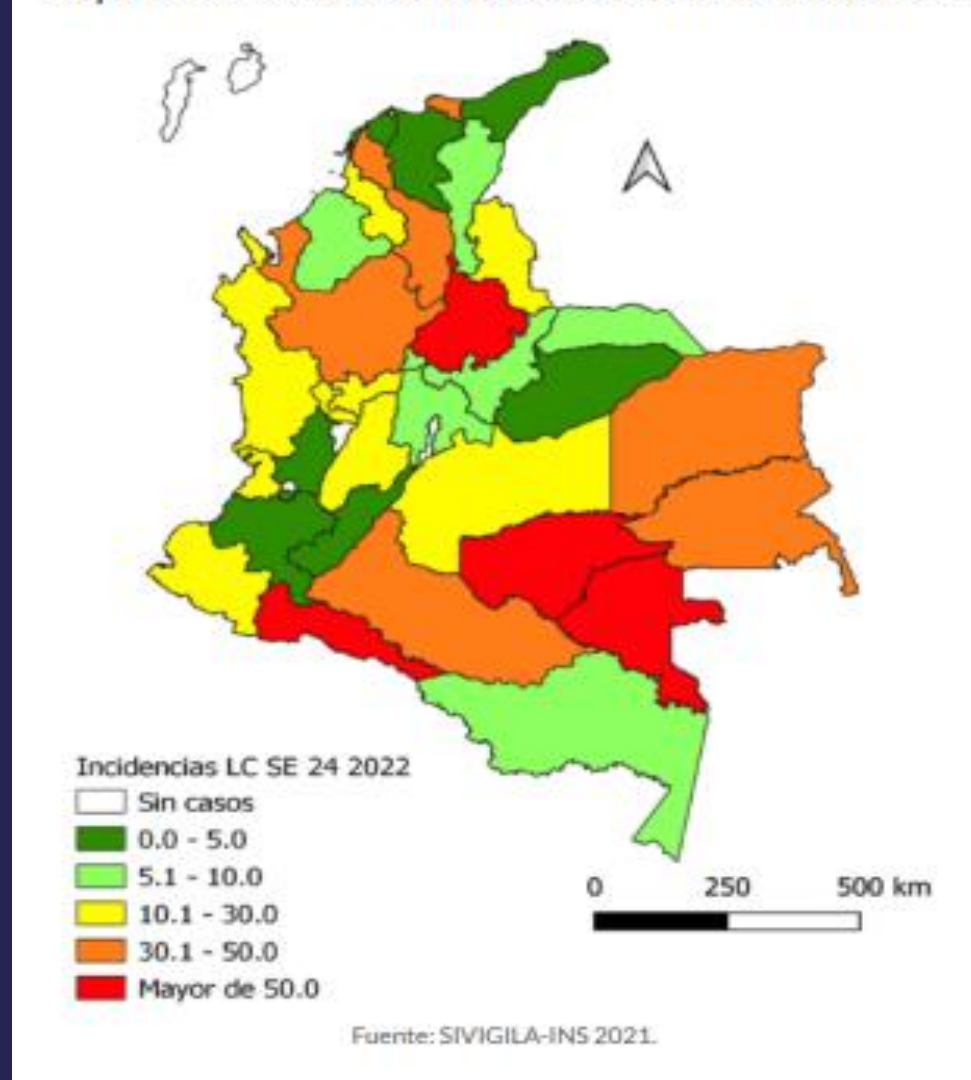 Incidencias LC SE 24 2022
Sin casos
0.0 - 5.0
5.1 - 10.0
10.1 - 30.0
30.1 - 50.0
Mayor de 50.0
0 250 500 km
Fuente: SIVIGILA-INS 2021.